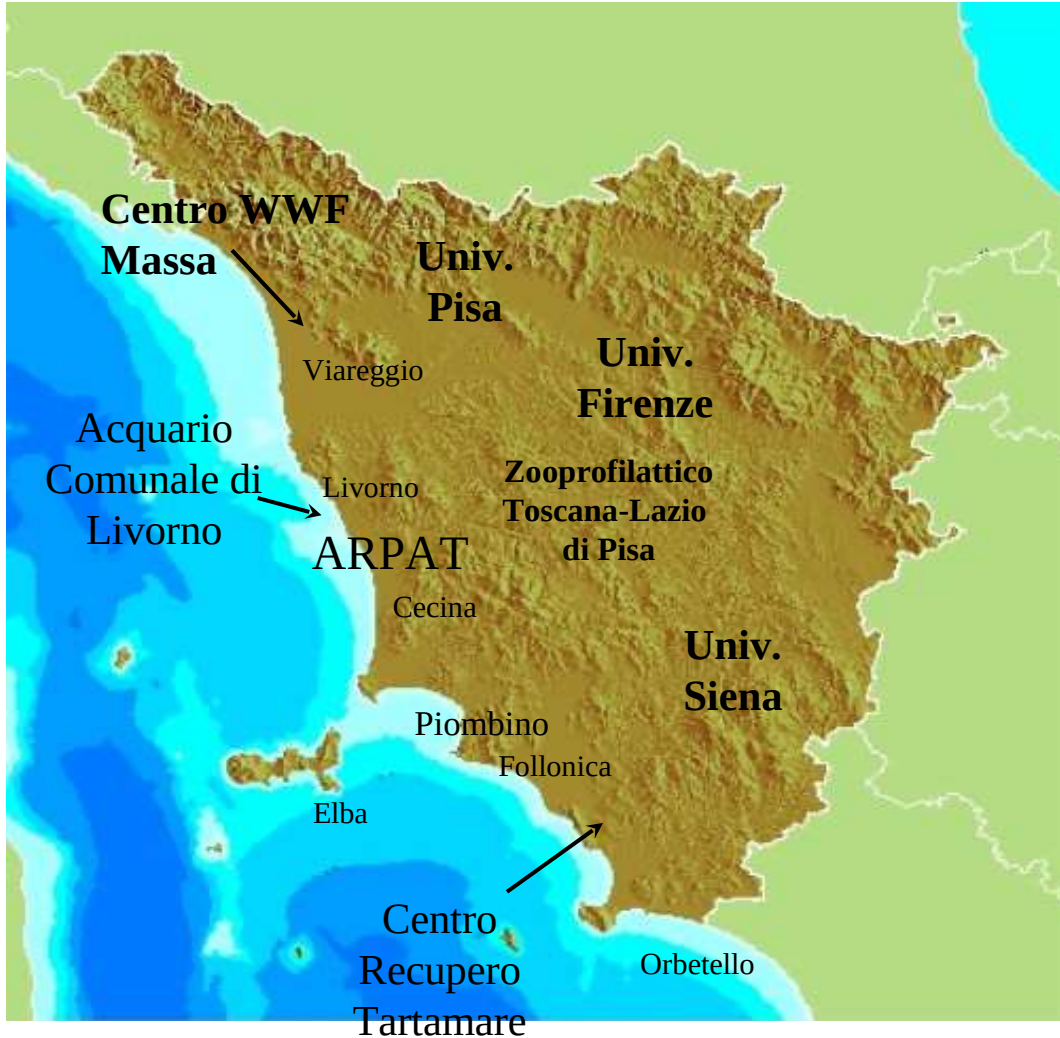 Centro WWF
Massa
Univ.
Pisa
Univ.
Firenze
Viareggio
Acquario
Comunale di
Livorno
Livorno
Zooprofilattico
Toscana-Lazio
di Pisa
ARPAT
Cecina
Univ.
Siena
Piombino
Follonica
Elba
Centro
Recupero
Tartamare
Orbetello